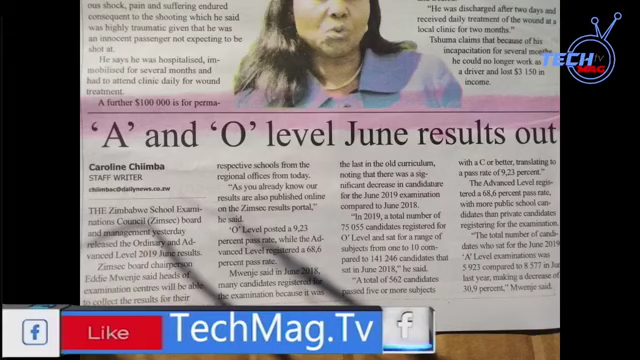 ous shock, pain and suffering endured
consequent to the shooting which he said
was highly traumatic given that he was
an innocent passenger not expecting to be
shot at.
He says he was hospitalised, im-
mobilised for several months and
had to attend clinic daily for wound
treatment.
A further $100 000 is for perma-
"He was discharged after two days and
received daily treatment of the wound at a
local clinic for two months."
Tshuma claims that because of his
incapacitation for several months
he could no longer work as
a driver and lost $3 150 in
income.
TECH tv
MAG
'A' and 'O' level June results out
Caroline Chiimba
STAFF WRITER
chiimbac@dailynews.co.zw
THE Zimbabwe School Exami-
nations Council (Zimsec) board
and management yesterday
released the Ordinary and Ad-
vanced Level 2019 June results.
Zimsec board chairperson
Eddie Mwenje said heads of
examination centres will be able
to collect the results for their
respective schools from the
regional offices from today.
"As you already know our
results are also published online
on the Zimsec results portal,"
he said.
'O' Level posted a 9,23
percent pass rate, while the Ad-
vanced Level registered a 68,6
percent pass rate.
Mwenje said in June 2018,
many candidates registered for
the examination because it was
the last in the old curriculum,
noting that there was a sig-
nificant decrease in candidature
for the June 2019 examination
compared to June 2018.
"In 2019, a total number of
75 055 candidates registered for
O' Level and sat for a range of
subjects from one to 10 com-
pared to 141 246 candidates that
sat in June 2018," he said.
"A total of 562 candidates
passed five or more subjects
with a C or better, translating to
a pass rate of 9,23 percent."
The Advanced Level regis-
tered a 68,6 percent pass rate,
with more public school can-
didates than private candidates
registering for the examination.
"The total number of candi-
dates who sat for the June 2019
'A' Level examinations was
5 923 compared to 8 577 in June
last year, making a decrease of
30,9 percent," Mwenje said.
f Like TechMag.Tv f